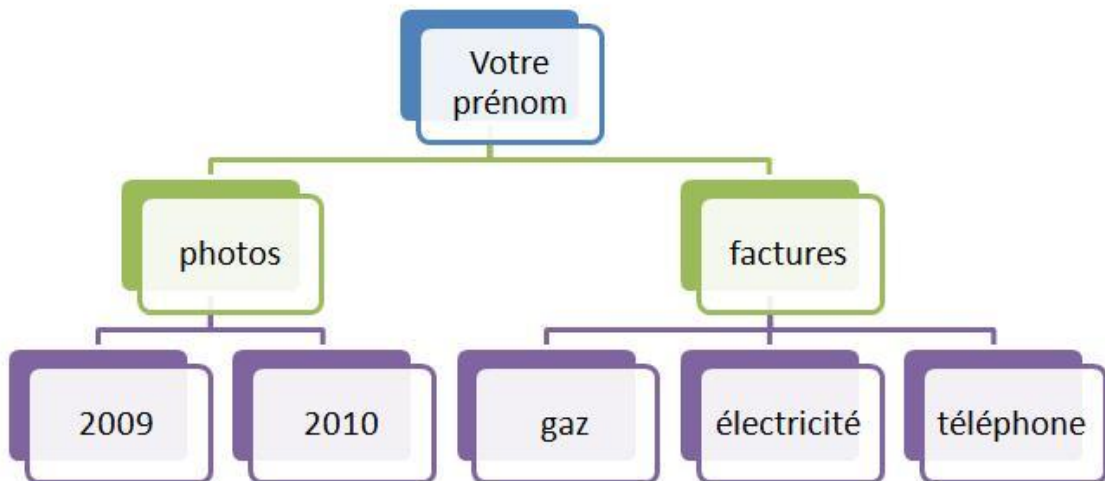 Votre
prénom
photos
factures
2009
2010
gaz
électricité
téléphone